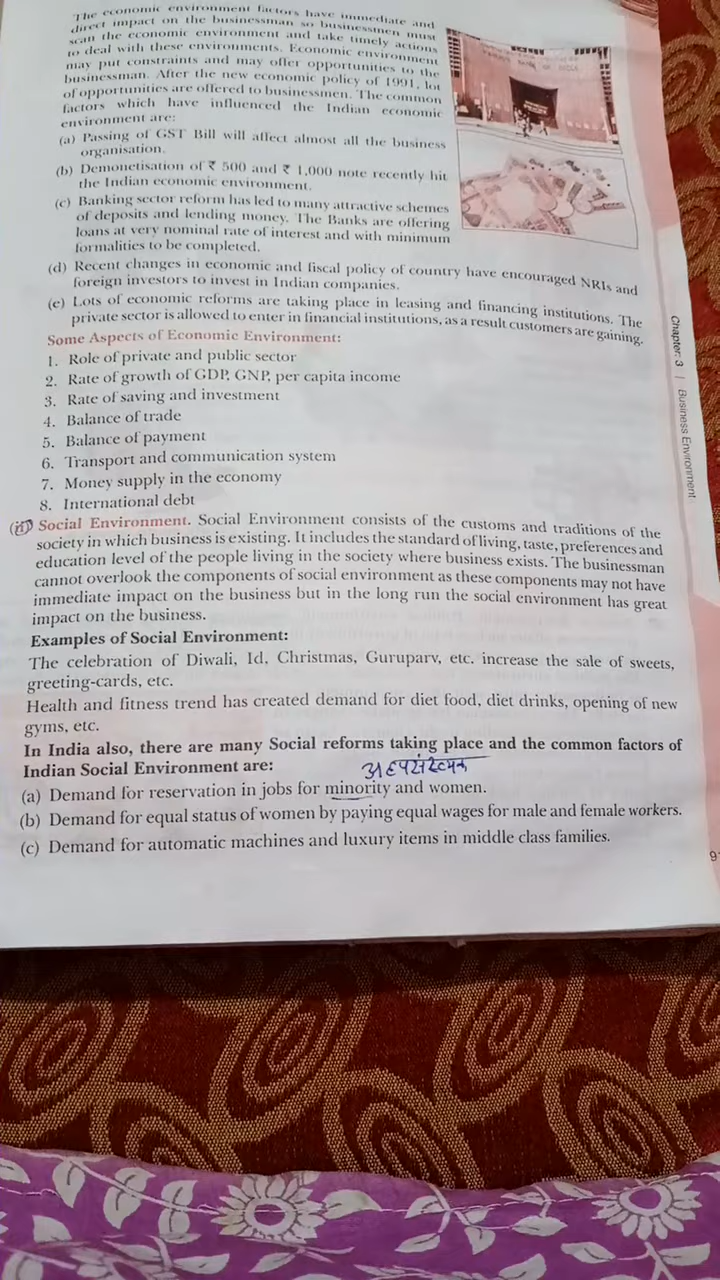 The economic environment factors have immediate and
direct impact on the businessman so businessmen must
scan the economic environment and take timely actions
to deal with these environments. Economic environment
may put constraints and may offer opportunities to the
businessman. After the new economic policy of 1991, lot
of opportunities are offered to businessmen. The common
factors which have influenced the Indian economic
environment are:
(a) Passing of GST Bill will affect almost all the business
organisation.
(b) Demonetisation of ₹ 500 and ₹ 1,000 note recently hit
the Indian economic environment.
(c) Banking sector reform has led to many attractive schemes
of deposits and lending money. The Banks are offering
loans at very nominal rate of interest and with minimum
formalities to be completed.
(d) Recent changes in economic and fiscal policy of country have encouraged NRIs and
foreign investors to invest in Indian companies.
(e) Lots of economic reforms are taking place in leasing and financing institutions. The
private sector is allowed to enter in financial institutions, as a result customers are gaining.
Some Aspects of Economic Environment:
1. Role of private and public sector
2. Rate of growth of GDP, GNP, per capita income
3. Rate of saving and investment
4. Balance of trade
5. Balance of payment
6. Transport and communication system
7. Money supply in the economy
8. International debt
(ii) Social Environment. Social Environment consists of the customs and traditions of the
society in which business is existing. It includes the standard of living, taste, preferences and
education level of the people living in the society where business exists. The businessman
cannot overlook the components of social environment as these components may not have
immediate impact on the business but in the long run the social environment has great
impact on the business.
Examples of Social Environment:
The celebration of Diwali, Id, Christmas, Guruparv, etc. increase the sale of sweets,
greeting-cards, etc.
Health and fitness trend has created demand for diet food, diet drinks, opening of new
gyms, etc.
In India also, there are many Social reforms taking place and the common factors of
Indian Social Environment are:
अल्पसंख्यक
(a) Demand for reservation in jobs for minority and women.
(b) Demand for equal status of women by paying equal wages for male and female workers.
(c) Demand for automatic machines and luxury items in middle class families.
Chapter: 3 | Business Environment